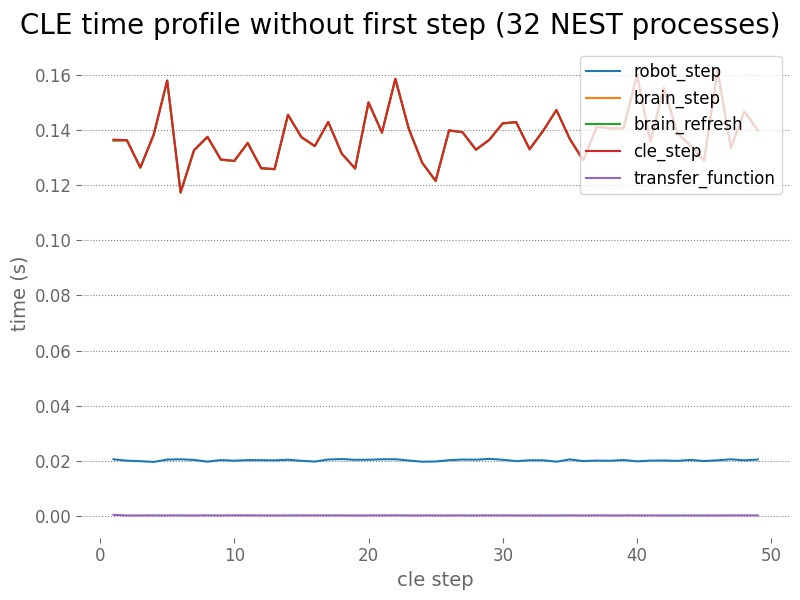 CLE time profile without first step (32 NEST processes)
robot_step
brain_step
brain_refresh
cle_step
transfer_function
0.16
0.14
0.12
0.10
0.08
0.06
0.04
0.02
0.00
time (s)
0
10
20
30
40
50
cle step